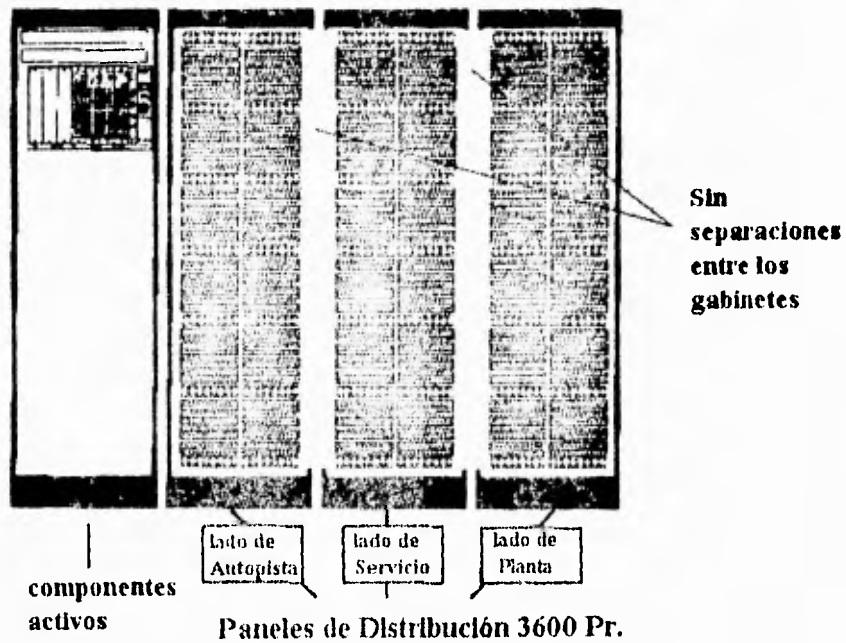 Sin
separaciones
entre los
gabinetes
lado de
Autopista
lado de
Servicio
lado de
Planta
componentes
activos
Paneles de Distribución 3600 Pr.